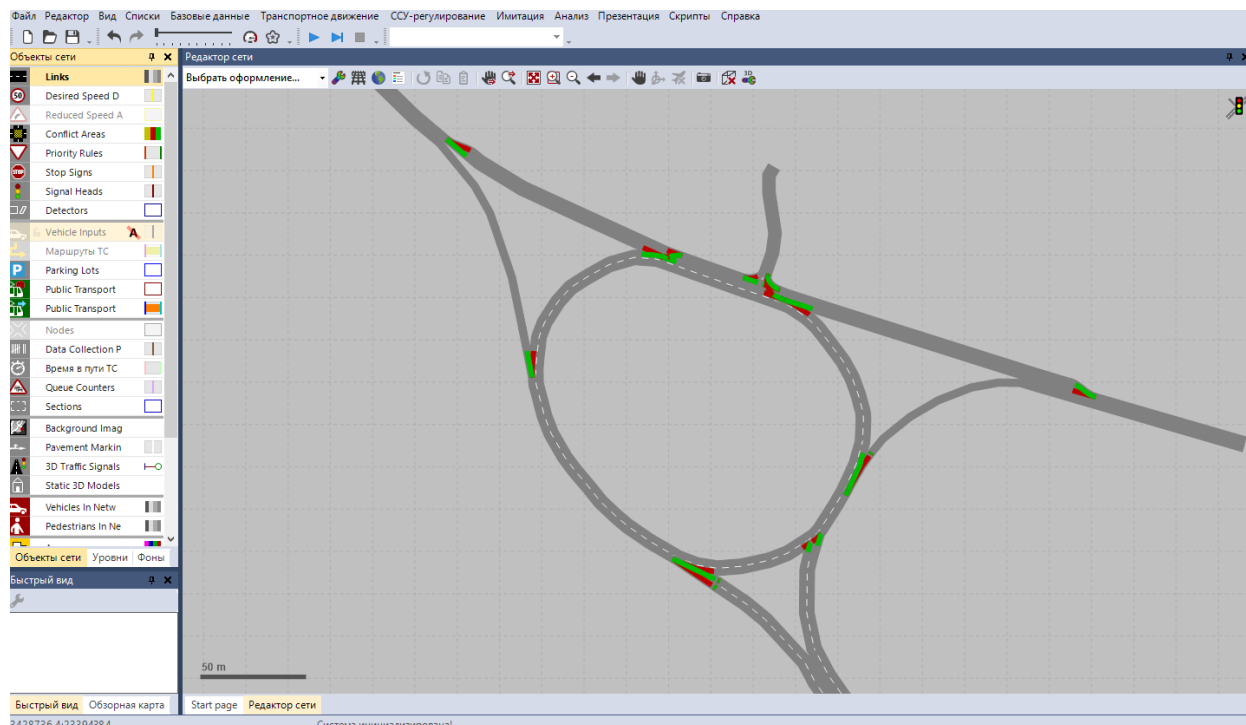 Файл Редактор Вид Списки Базовые данные Транспортное движение ССУ-регулирование Имитация Анализ Презентация Скрипты Справка
Объекты сети
Редактор сети
Links
Выбрать оформление...
50
Desired Speed D
Reduced Speed A
Conflict Areas
Priority Rules
STOP
Stop Signs
Signal Heads
Detectors
Vehicle Inputs
A
Маршруты ТС
P
Parking Lots
Public Transport
Public Transport
Nodes
Data Collection P
Время в пути ТС
Queue Counters
Sections
Background Imag
Pavement Markin
3D Traffic Signals
Static 3D Models
Vehicles In Netw
Pedestrians In Ne
Объекты сети Уровни Фоны
Быстрый вид
50 m
Быстрый вид Обзорная карта
Start page Редактор сети